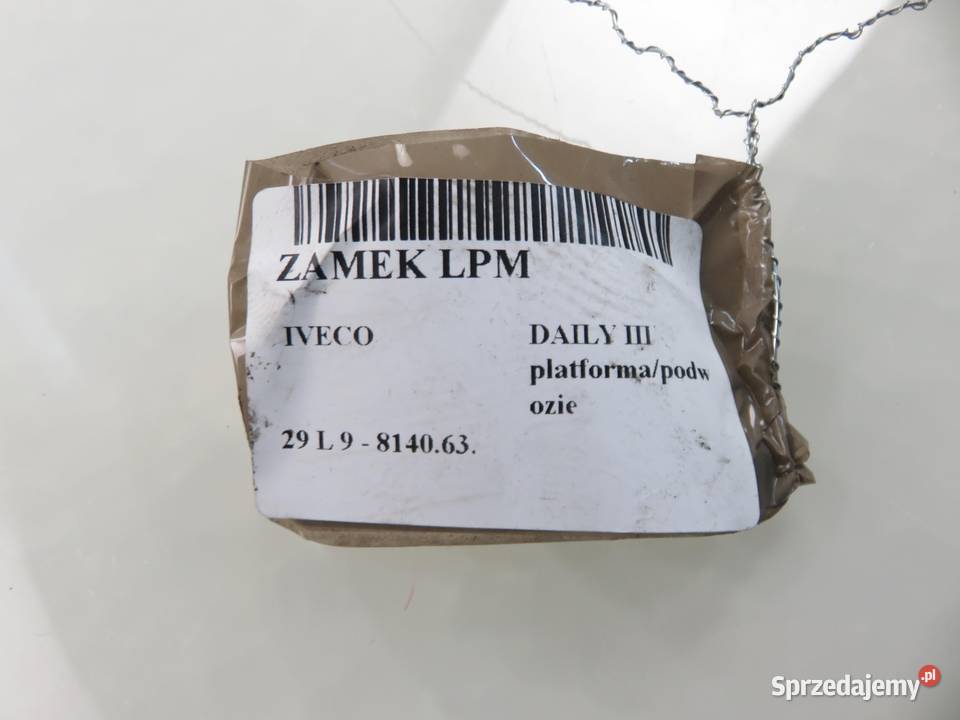 ZAMEK LPM
IVECO
DAILY III
platforma/podw
ozie
29 L 9 - 8140.63.
Sprzedajemy.pl